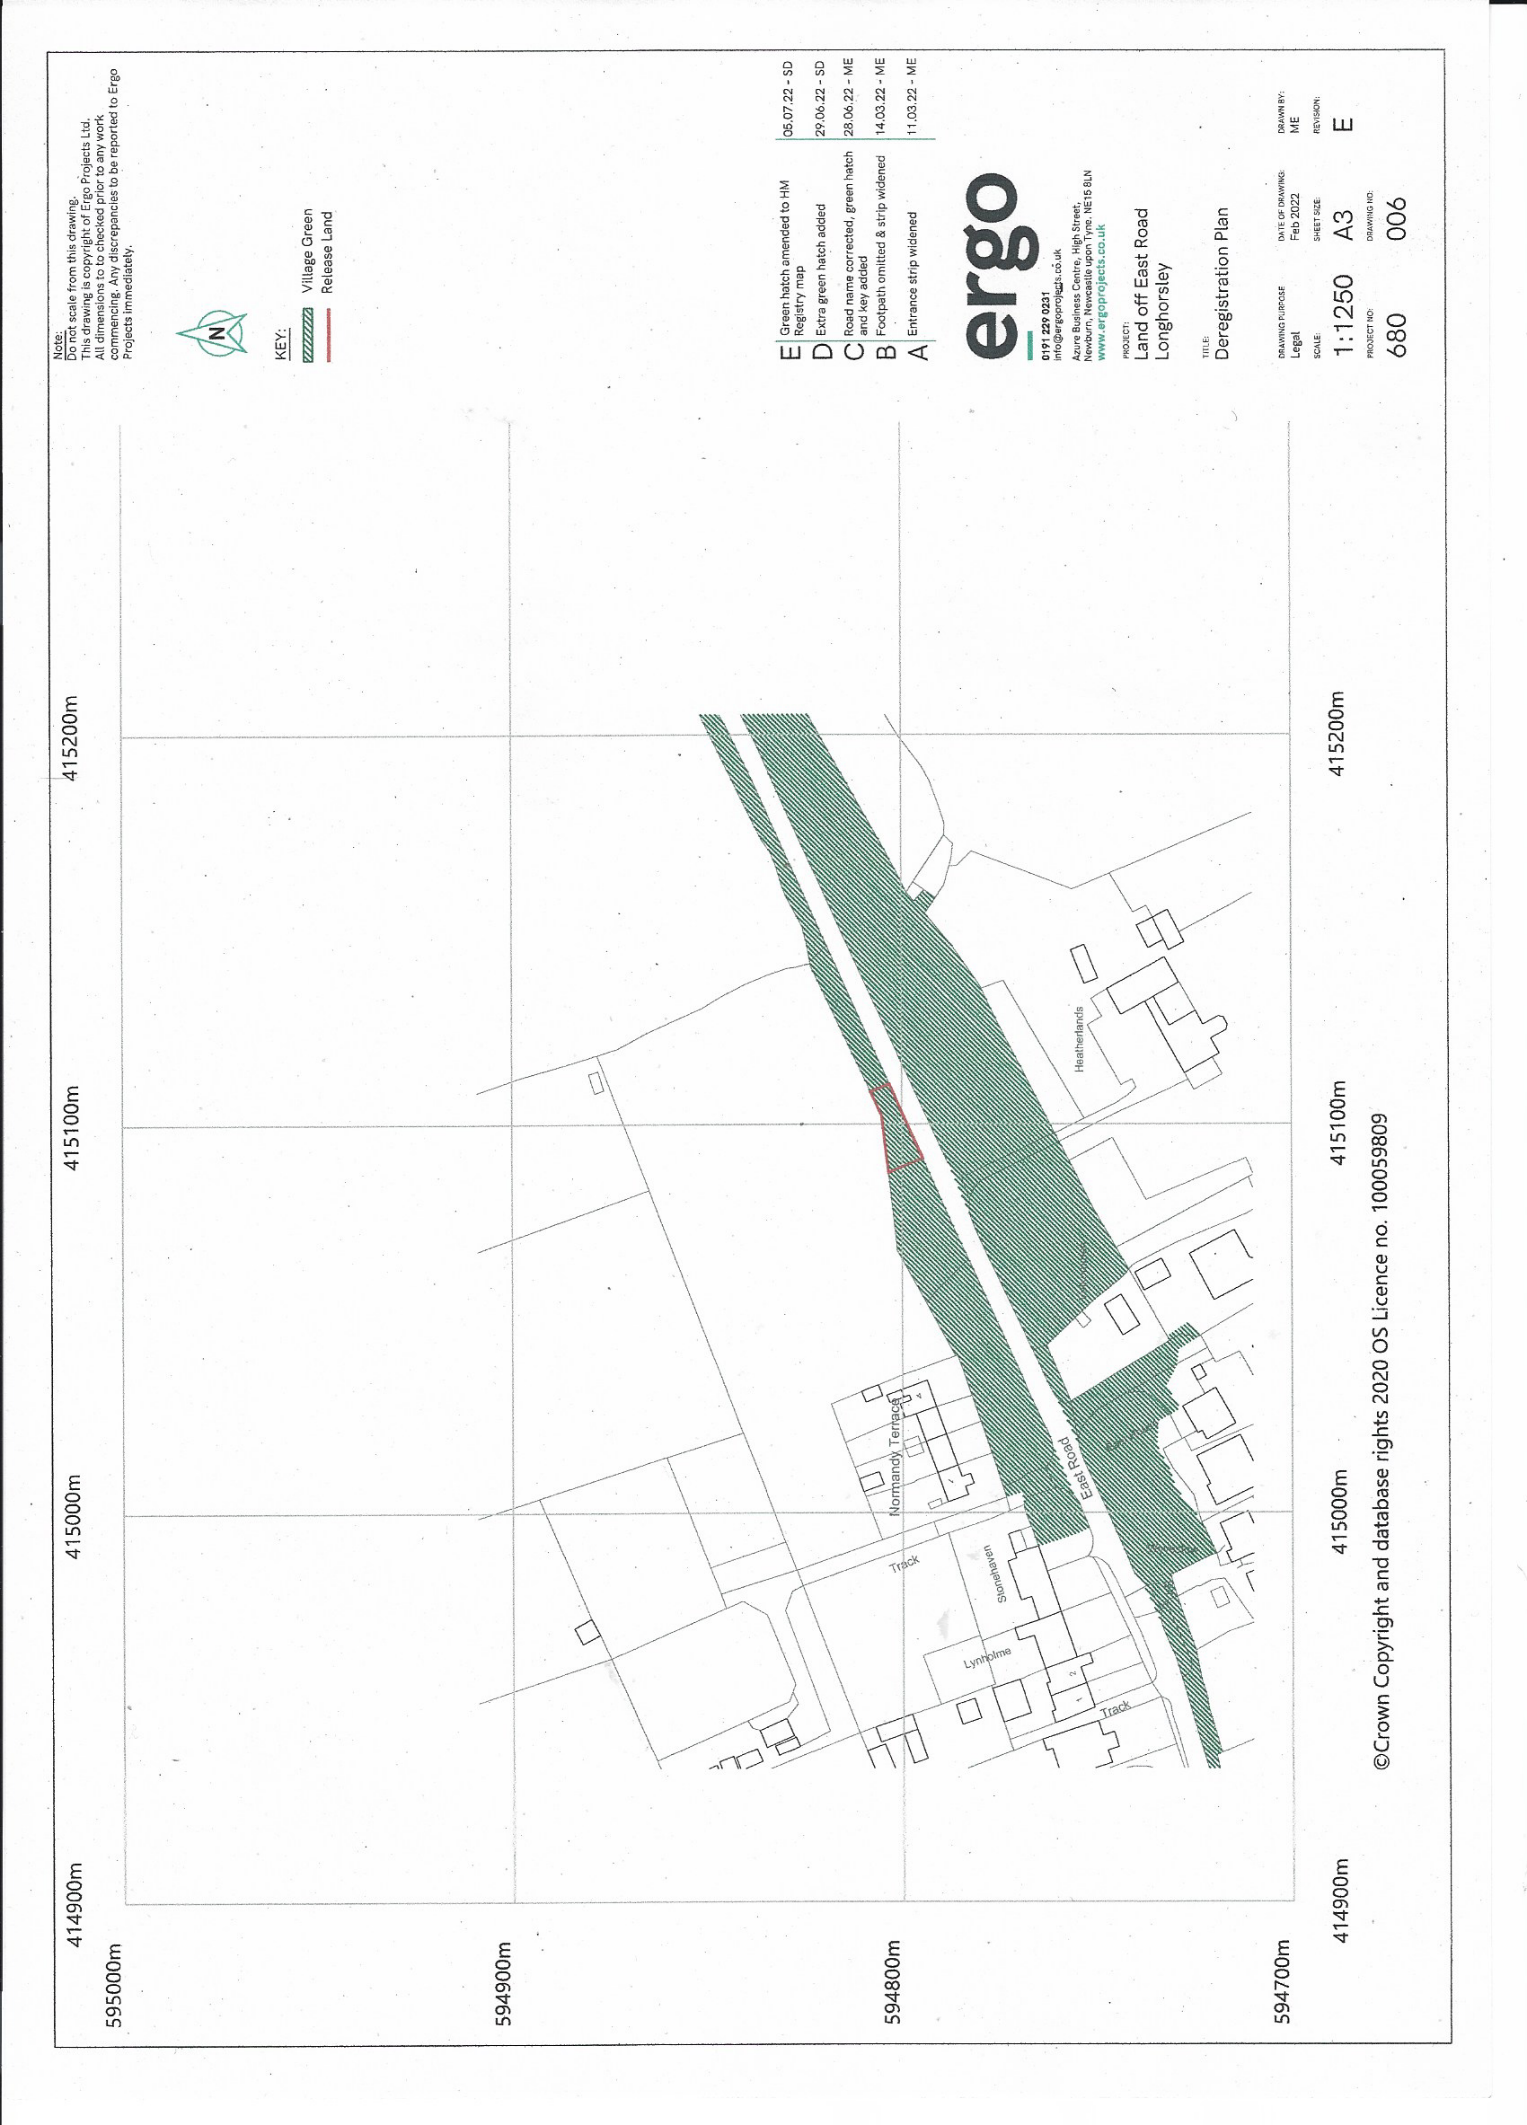 Note:
Do not scale from this drawing.
This drawing is copyright of Ergo Projects Ltd.
All dimensions to to checked prior to any work
commencing. Any discrepancies to be reported to Ergo
Projects immediately.
N
KEY:
Village Green
Release Land
E Green hatch amended to HM 05.07.22 - SD
Registry map
D Extra green hatch added 29.06.22 - SD
C Road name corrected, green hatch 28.06.22 - ME
and key added
B Footpath omitted & strip widened 14.03.22 - ME
A Entrance strip widened 11.03.22 - ME
ergo
0191 229 0231
info@ergoprojects.co.uk
Azure Business Centre, High Street,
Newburn, Newcastle upon Tyne. NE15 8LN
www.ergoprojects.co.uk
PROJECT:
Land off East Road
Longhorsley
TITLE:
Deregistration Plan
DRAWING PURPOSE DATE OF DRAWING: DRAWN BY:
Legal Feb 2022 ME
SCALE: SHEET SIZE: REVISION:
1:1250 A3 E
PROJECT NO: DRAWING NO:
680 006
595000m
594900m
594800m
594700m
414900m
415000m
415100m
415200m
414900m
415000m
415100m
415200m
Normandy Terrace
4
1
Track
Stonehaven
Lynholme
2
1
Track
East Road
Heatherlands
©Crown Copyright and database rights 2020 OS Licence no. 100059809